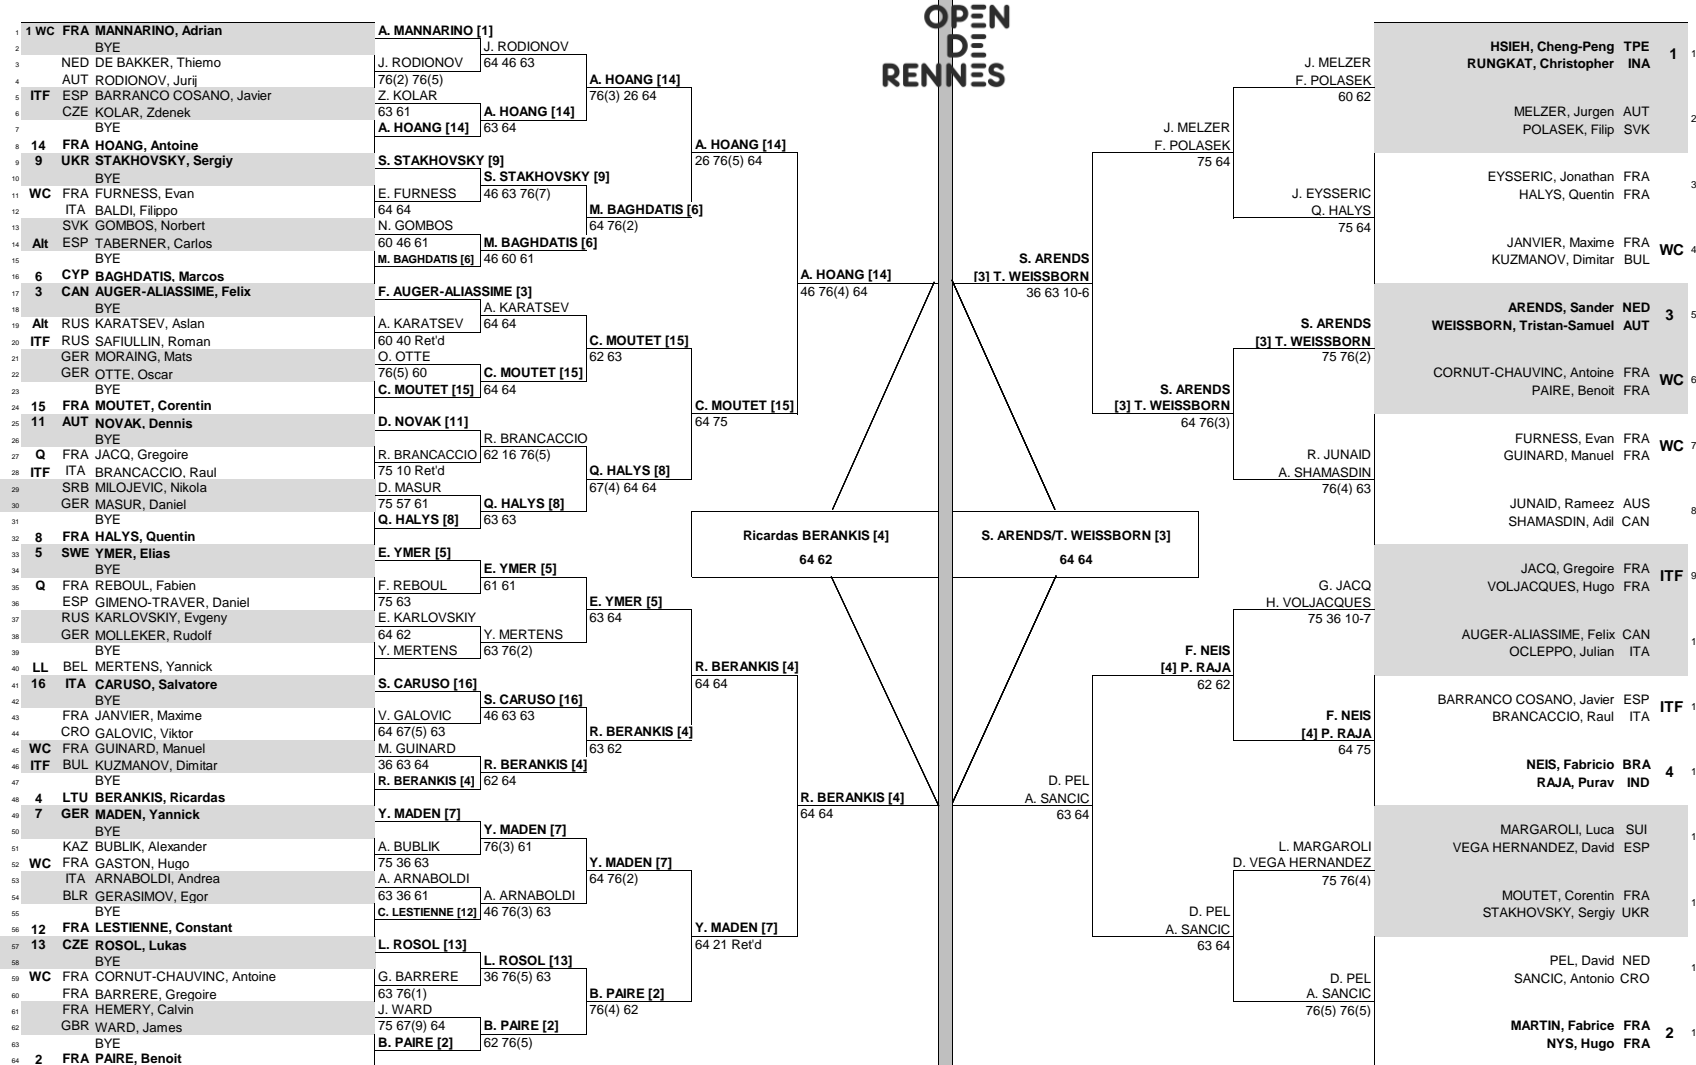 OPEN
DE
RENNES
1 1 WC FRA MANNARINO, Adrian
2 BYE
3 NED DE BAKKER, Thiemo
4 AUT RODIONOV, Jurij
5 ITF ESP BARRANCO COSANO, Javier
6 CZE KOLAR, Zdenek
7 BYE
8 14 FRA HOANG, Antoine
9 9 UKR STAKHOVSKY, Sergiy
10 BYE
11 WC FRA FURNESS, Evan
12 ITA BALDI, Filippo
13 SVK GOMBOS, Norbert
14 Alt ESP TABERNER, Carlos
15 BYE
16 6 CYP BAGHDATIS, Marcos
17 3 CAN AUGER-ALIASSIME, Felix
18 BYE
19 Alt RUS KARATSEV, Aslan
20 ITF RUS SAFIULLIN, Roman
21 GER MORAING, Mats
22 GER OTTE, Oscar
23 BYE
24 15 FRA MOUTET, Corentin
25 11 AUT NOVAK, Dennis
26 BYE
27 Q FRA JACQ, Gregoire
28 ITF ITA BRANCACCIO, Raul
29 SRB MILOJEVIC, Nikola
30 GER MASUR, Daniel
31 BYE
32 8 FRA HALYS, Quentin
33 5 SWE YMER, Elias
34 BYE
35 Q FRA REBOUL, Fabien
36 ESP GIMENO-TRAVER, Daniel
37 RUS KARLOVSKIY, Evgeny
38 GER MOLLEKER, Rudolf
39 BYE
40 LL BEL MERTENS, Yannick
41 16 ITA CARUSO, Salvatore
42 BYE
43 FRA JANVIER, Maxime
44 CRO GALOVIC, Viktor
45 WC FRA GUINARD, Manuel
46 ITF BUL KUZMANOV, Dimitar
47 BYE
48 4 LTU BERANKIS, Ricardas
49 7 GER MADEN, Yannick
50 BYE
51 KAZ BUBLIK, Alexander
52 WC FRA GASTON, Hugo
53 ITA ARNABOLDI, Andrea
54 BLR GERASIMOV, Egor
55 BYE
56 12 FRA LESTIENNE, Constant
57 13 CZE ROSOL, Lukas
58 BYE
59 WC FRA CORNUT-CHAUVINC, Antoine
60 FRA BARRERE, Gregoire
61 FRA HEMERY, Calvin
62 GBR WARD, James
63 BYE
64 2 FRA PAIRE, Benoit
A. MANNARINO [1]
J. RODIONOV
76(2) 76(5)
Z. KOLAR
63 61
A. HOANG [14]
S. STAKHOVSKY [9]
E. FURNESS
64 64
N. GOMBOS
60 46 61
M. BAGHDATIS [6]
F. AUGER-ALIASSIME [3]
A. KARATSEV
60 40 Ret'd
O. OTTE
76(5) 60
C. MOUTET [15]
D. NOVAK [11]
R. BRANCACCIO
75 10 Ret'd
D. MASUR
75 57 61
Q. HALYS [8]
E. YMER [5]
F. REBOUL
75 63
E. KARLOVSKIY
64 62
Y. MERTENS
S. CARUSO [16]
V. GALOVIC
64 67(5) 63
M. GUINARD
36 63 64
R. BERANKIS [4]
Y. MADEN [7]
A. BUBLIK
75 36 63
A. ARNABOLDI
63 36 61
C. LESTIENNE [12]
L. ROSOL [13]
G. BARRERE
63 76(1)
J. WARD
75 67(9) 64
B. PAIRE [2]
J. RODIONOV
64 46 63
A. HOANG [14]
63 64
S. STAKHOVSKY [9]
46 63 76(7)
M. BAGHDATIS [6]
46 60 61
A. KARATSEV
64 64
C. MOUTET [15]
64 64
R. BRANCACCIO
62 16 76(5)
Q. HALYS [8]
63 63
E. YMER [5]
61 61
Y. MERTENS
63 76(2)
S. CARUSO [16]
46 63 63
R. BERANKIS [4]
62 64
Y. MADEN [7]
76(3) 61
A. ARNABOLDI
46 76(3) 63
L. ROSOL [13]
36 76(5) 63
B. PAIRE [2]
62 76(5)
A. HOANG [14]
76(3) 26 64
M. BAGHDATIS [6]
64 76(2)
C. MOUTET [15]
62 63
Q. HALYS [8]
67(4) 64 64
E. YMER [5]
63 64
R. BERANKIS [4]
63 62
Y. MADEN [7]
64 76(2)
B. PAIRE [2]
76(4) 62
A. HOANG [14]
26 76(5) 64
C. MOUTET [15]
64 75
R. BERANKIS [4]
64 64
Y. MADEN [7]
64 21 Ret'd
A. HOANG [14]
46 76(4) 64
R. BERANKIS [4]
64 64
Ricardas BERANKIS [4]
64 62
S. ARENDS/T. WEISSBORN [3]
64 64
S. ARENDS
[3] T. WEISSBORN
36 63 10-6
D. PEL
A. SANCIC
63 64
J. MELZER
F. POLASEK
75 64
S. ARENDS
[3] T. WEISSBORN
64 76(3)
F. NEIS
[4] P. RAJA
62 62
D. PEL
A. SANCIC
63 64
J. MELZER
F. POLASEK
60 62
J. EYSSERIC
Q. HALYS
75 64
S. ARENDS
[3] T. WEISSBORN
75 76(2)
R. JUNAID
A. SHAMASDIN
76(4) 63
G. JACQ
H. VOLJACQUES
75 36 10-7
F. NEIS
[4] P. RAJA
64 75
L. MARGAROLI
D. VEGA HERNANDEZ
75 76(4)
D. PEL
A. SANCIC
76(5) 76(5)
HSIEH, Cheng-Peng TPE
1 1
RUNGKAT, Christopher INA
MELZER, Jurgen AUT
2
POLASEK, Filip SVK
EYSSERIC, Jonathan FRA
3
HALYS, Quentin FRA
JANVIER, Maxime FRA
WC 4
KUZMANOV, Dimitar BUL
ARENDS, Sander NED
3 5
WEISSBORN, Tristan-Samuel AUT
CORNUT-CHAUVINC, Antoine FRA
WC 6
PAIRE, Benoit FRA
FURNESS, Evan FRA
WC 7
GUINARD, Manuel FRA
JUNAID, Rameez AUS
8
SHAMASDIN, Adil CAN
JACQ, Gregoire FRA
ITF 9
VOLJACQUES, Hugo FRA
AUGER-ALIASSIME, Felix CAN
1
OCLEPPO, Julian ITA
BARRANCO COSANO, Javier ESP
ITF 1
BRANCACCIO, Raul ITA
NEIS, Fabricio BRA
4 1
RAJA, Purav IND
MARGAROLI, Luca SUI
1
VEGA HERNANDEZ, David ESP
MOUTET, Corentin FRA
1
STAKHOVSKY, Sergiy UKR
PEL, David NED
1
SANCIC, Antonio CRO
MARTIN, Fabrice FRA
2 1
NYS, Hugo FRA